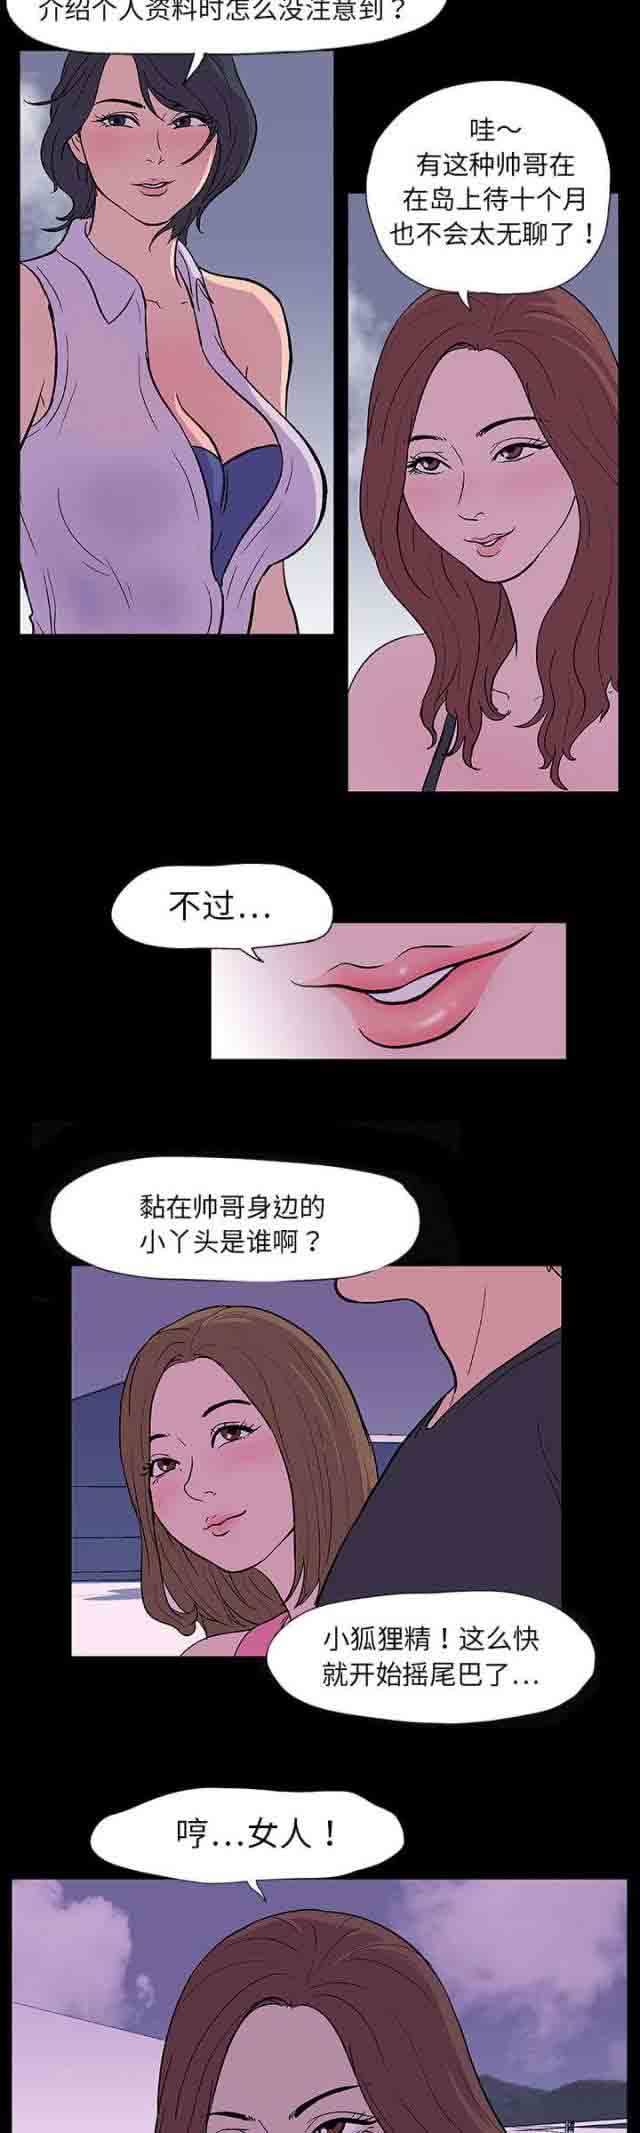 介绍个人资料时怎么没注意到？
哇～
有这种帅哥在
在岛上待十个月
也不会太无聊了！
不过...
黏在帅哥身边的
小丫头是谁啊？
小狐狸精！这么快
就开始摇尾巴了...
哼...女人！